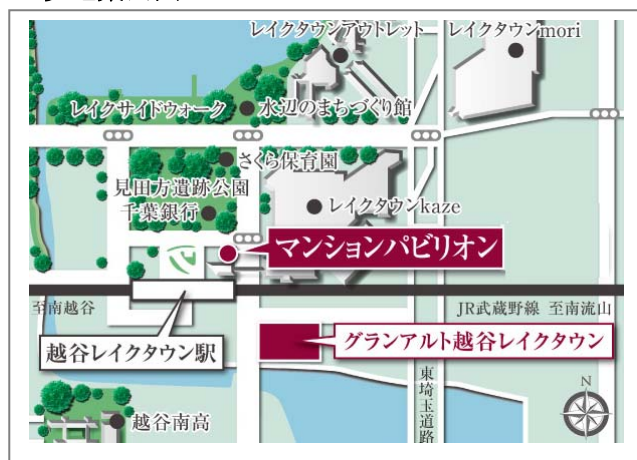 レイクタウンアウトレット
レイクタウンmori
レイクサイドウォーク
水辺のまちづくり館
さくら保育園
見田方遺跡公園
千葉銀行
レイクタウンkaze
マンションパビリオン
至南越谷
JR武蔵野線 至南流山
越谷レイクタウン駅
グランアルト越谷レイクタウン
東埼玉道路
N
越谷南高